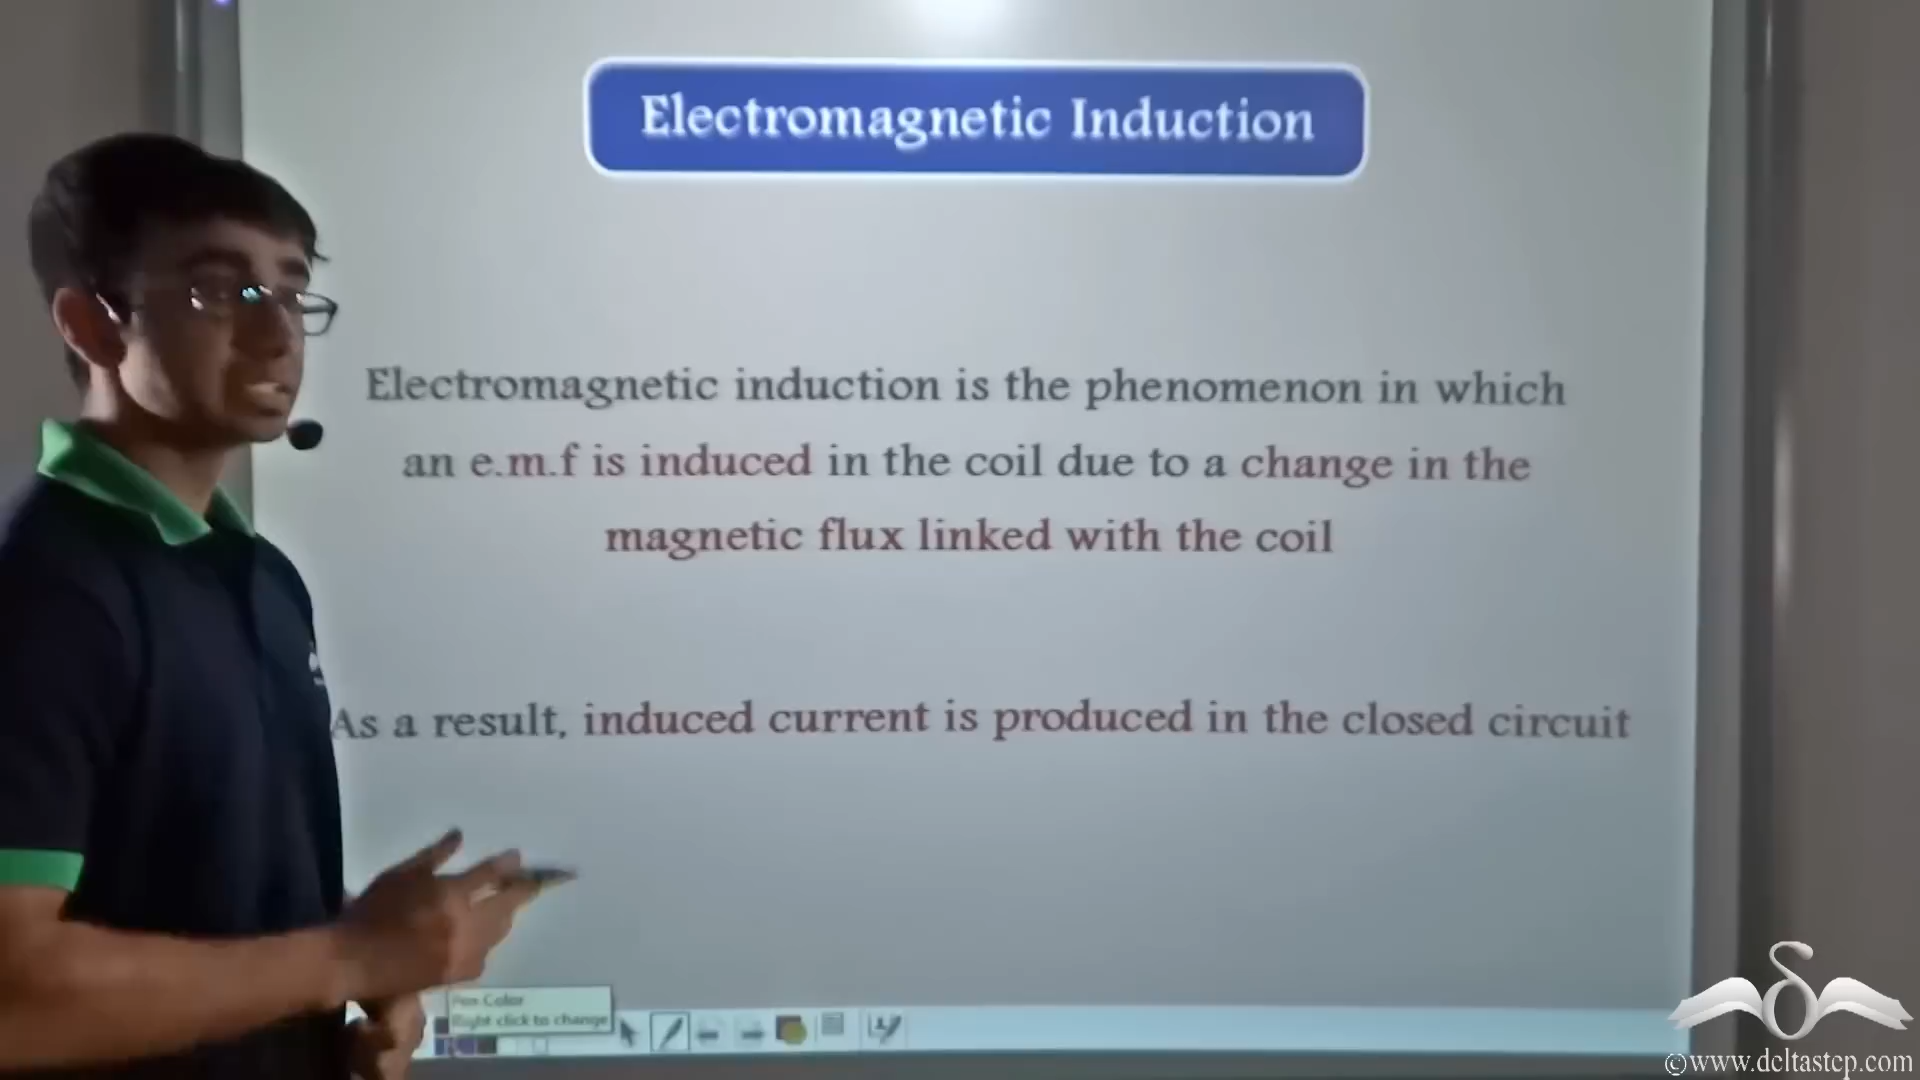 Electromagnetic Induction
Electromagnetic induction is the phenomenon in which
an e.m.f is induced in the coil due to a change in the
magnetic flux linked with the coil
As a result, induced current is produced in the closed circuit
Pen Color
Right click to change
©www.deltastep.com